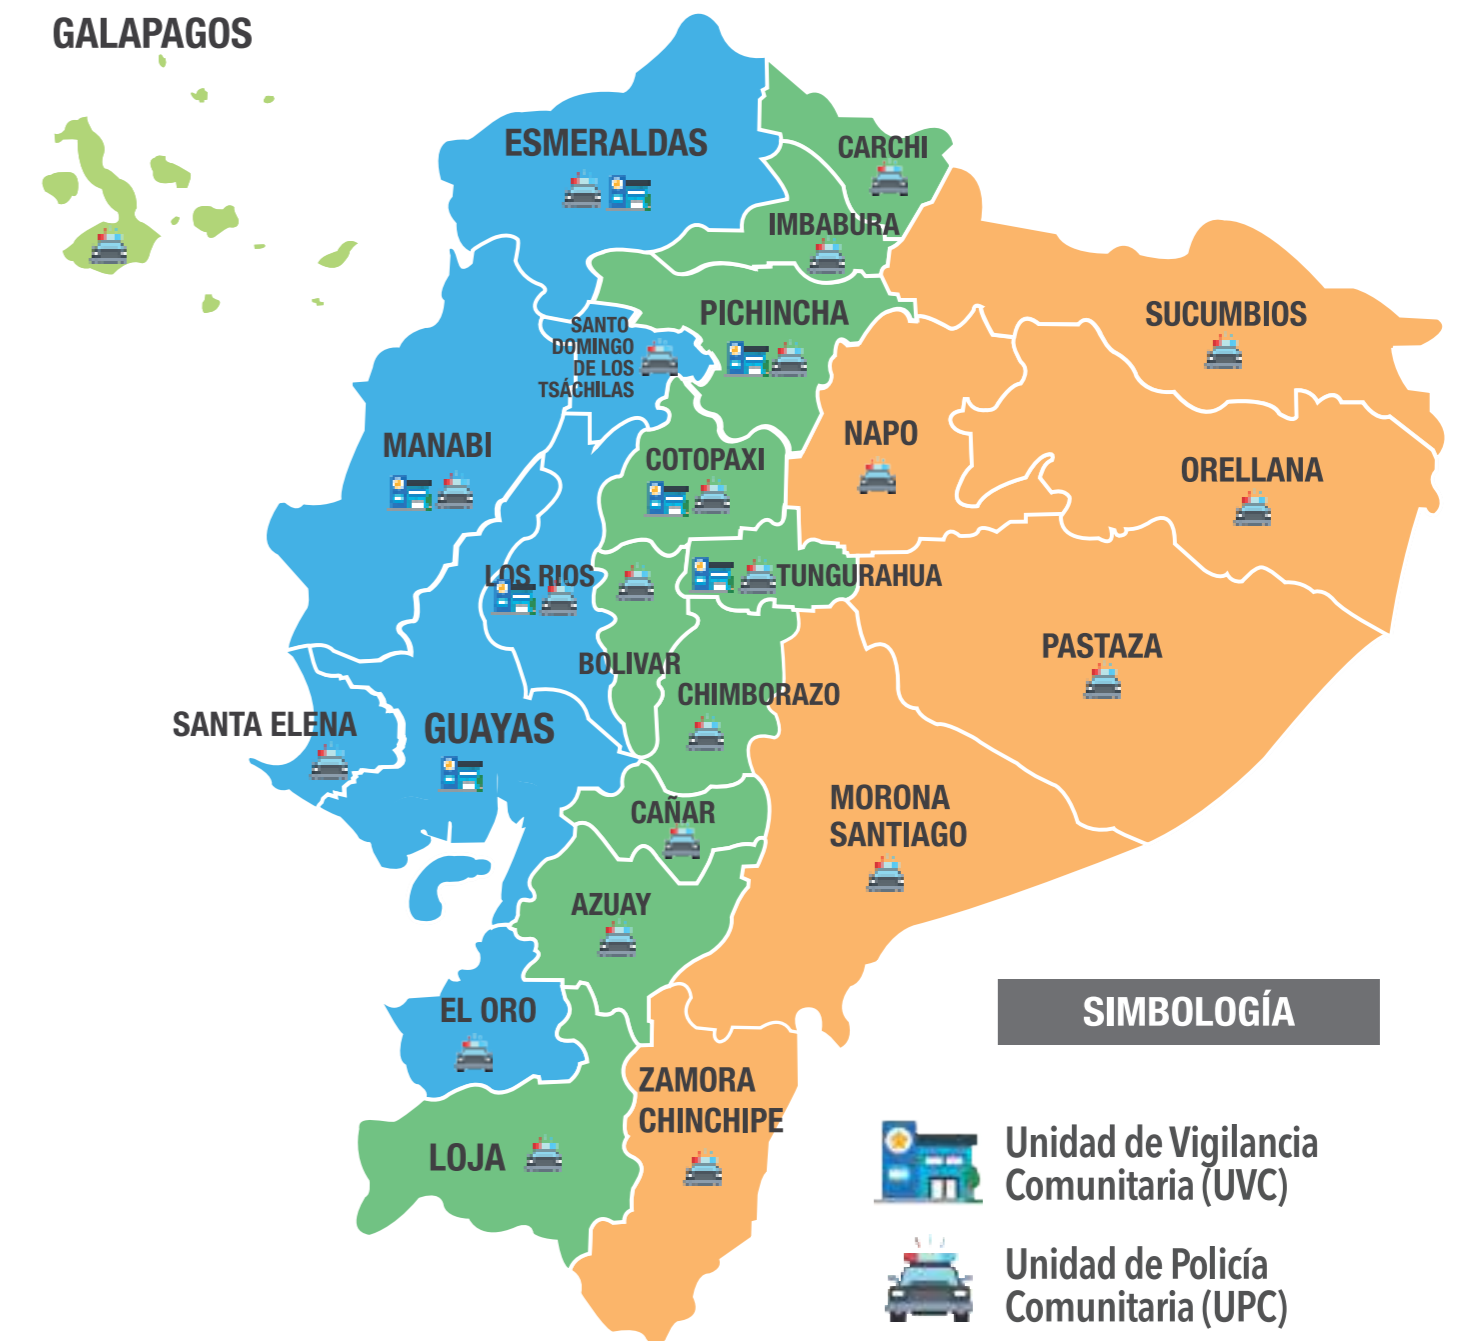 GALAPAGOS
ESMERALDAS
CARCHI
IMBABURA
PICHINCHA
SUCUMBIOS
SANTO
DOMINGO
DE LOS
TSÁCHILAS
NAPO
MANABI
COTOPAXI
ORELLANA
LOS RIOS
TUNGURAHUA
BOLIVAR
PASTAZA
CHIMBORAZO
SANTA ELENA
GUAYAS
MORONA
SANTIAGO
CAÑAR
AZUAY
EL ORO
SIMBOLOGÍA
ZAMORA
CHINCHIPE
LOJA
Unidad de Vigilancia
Comunitaria (UVC)
Unidad de Policía
Comunitaria (UPC)